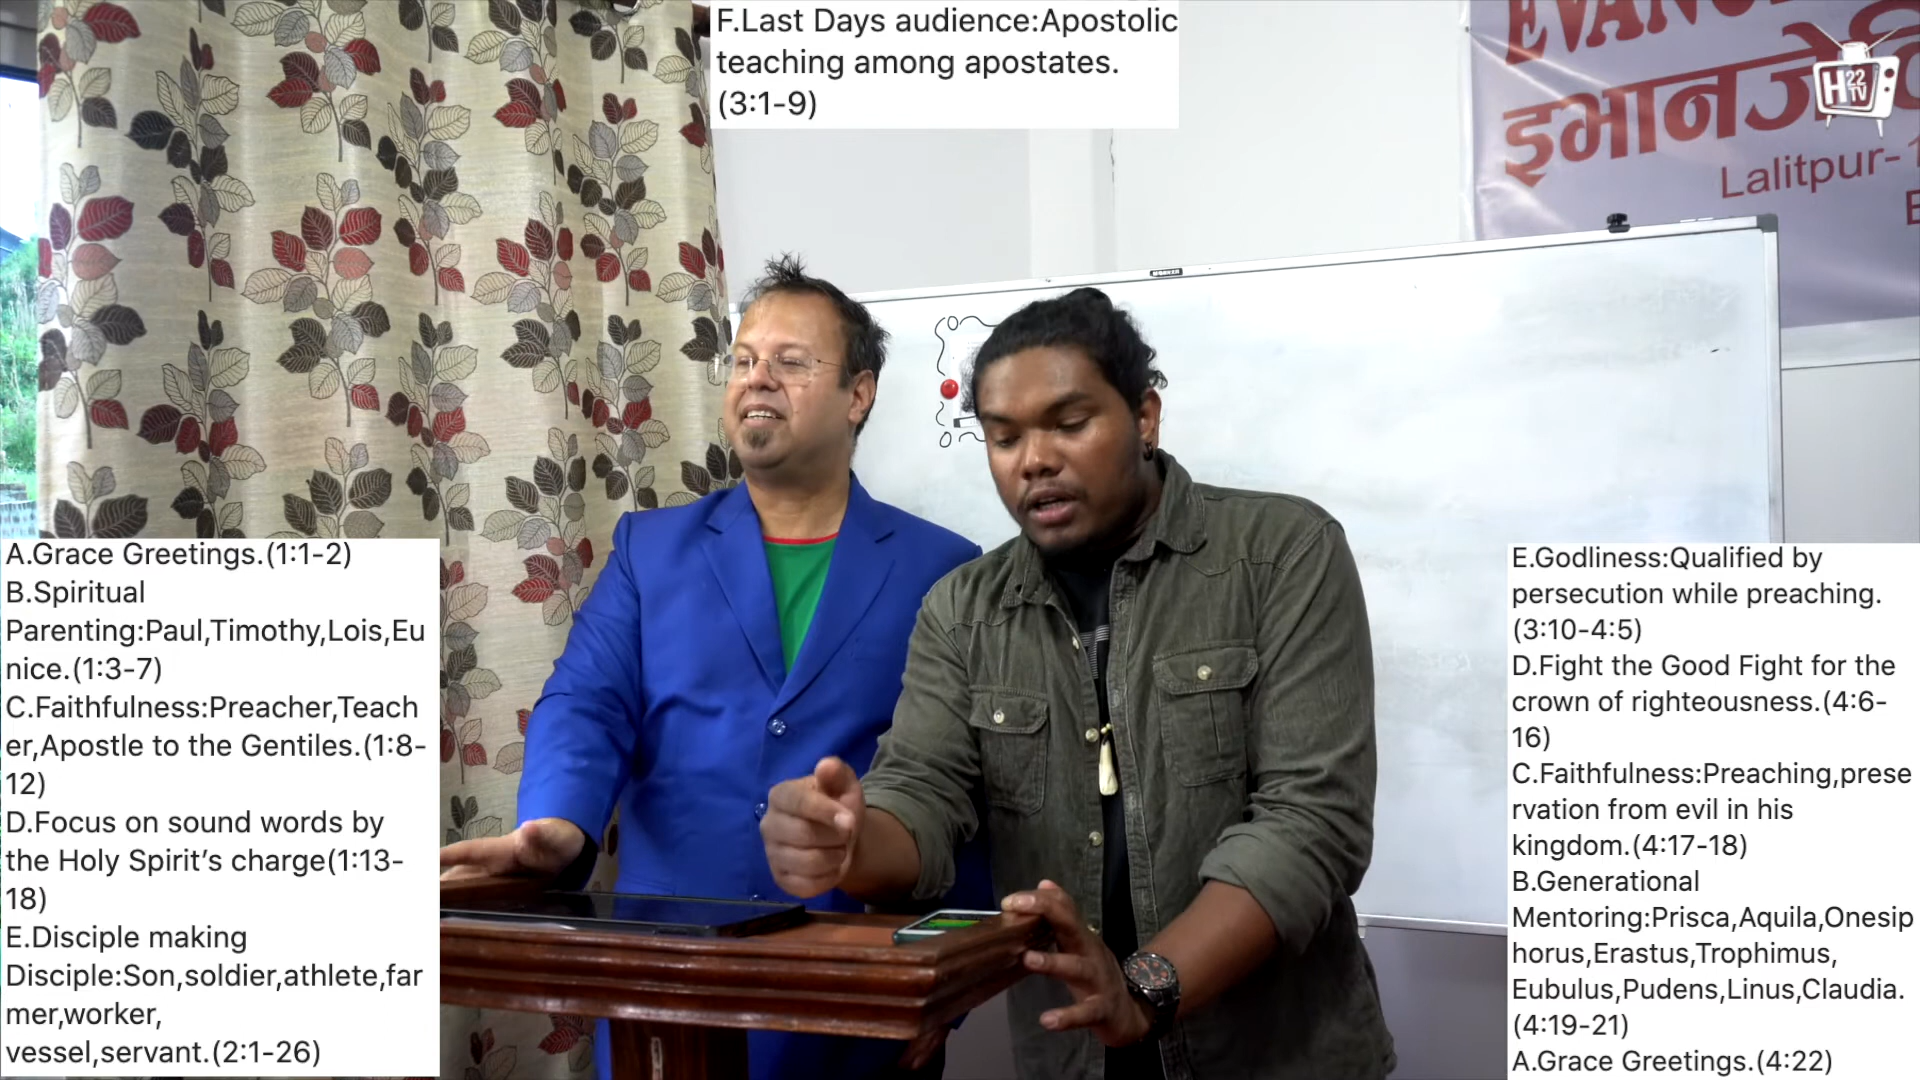 F.Last Days audience:Apostolic
teaching among apostates.
(3:1-9)
EVAN
इभानजे
Lalitpur-1
H 22
TV
A.Grace Greetings.(1:1-2)
B.Spiritual
Parenting:Paul,Timothy,Lois,Eu
nice.(1:3-7)
C.Faithfulness:Preacher,Teach
er,Apostle to the Gentiles.(1:8-
12)
D.Focus on sound words by
the Holy Spirit’s charge(1:13-
18)
E.Disciple making
Disciple:Son,soldier,athlete,far
mer,worker,
vessel,servant.(2:1-26)
E.Godliness:Qualified by
persecution while preaching.
(3:10-4:5)
D.Fight the Good Fight for the
crown of righteousness.(4:6-
16)
C.Faithfulness:Preaching,prese
rvation from evil in his
kingdom.(4:17-18)
B.Generational
Mentoring:Prisca,Aquila,Onesip
horus,Erastus,Trophimus,
Eubulus,Pudens,Linus,Claudia.
(4:19-21)
A.Grace Greetings.(4:22)